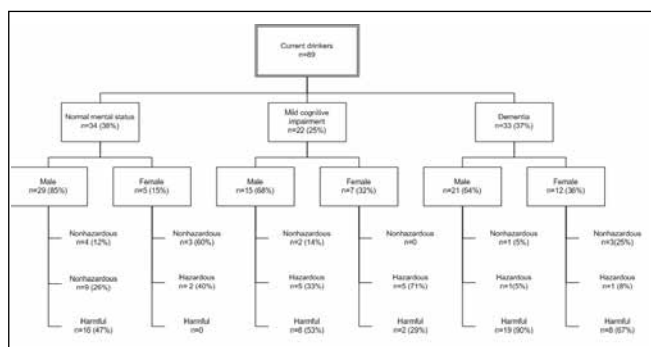 Current drinkers
n=89
Normal mental status
n=34 (38%)
Mild cognitive
impairment
n=22 (25%)
Dementia
n=33 (37%)
Male
n=29 (85%)
Female
n=5 (15%)
Male
n=15 (68%)
Female
n=7 (32%)
Male
n=21 (64%)
Female
n=12 (36%)
Nonhazardous
n=4 (12%)
Nonhazardous
n=3 (60%)
Nonhazardous
n=2 (14%)
Nonhazardous
n=0
Nonhazardous
n=1 (5%)
Nonhazardous
n=3(25%)
Nonhazardous
n=9 (26%)
Hazardous
n= 2 (40%)
Hazardous
n=5 (33%)
Hazardous
n=5 (71%)
Hazardous
n=1(5%)
Hazardous
n=1 (8%)
Harmful
n=16 (47%)
Harmful
n=0
Harmful
n=8 (53%)
Harmful
n=2 (29%)
Harmful
n=19 (90%)
Harmful
n=8 (67%)